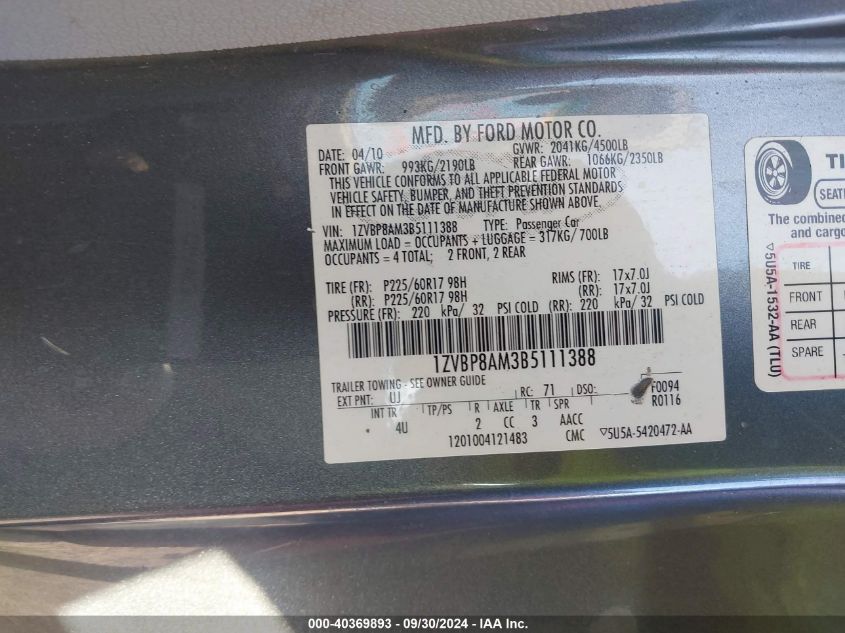 MFD. BY FORD MOTOR CO.
DATE: 04/10 GVWR: 2041KG/4500LB
FRONT GAWR: 993KG/2190LB REAR GAWR: 1066KG/2350LB
THIS VEHICLE CONFORMS TO ALL APPLICABLE FEDERAL MOTOR
VEHICLE SAFETY, BUMPER, AND THEFT PREVENTION STANDARDS
IN EFFECT ON THE DATE OF MANUFACTURE SHOWN ABOVE.
VIN: 1ZVBP8AM3B5111388 TYPE: Passenger Car
MAXIMUM LOAD = OCCUPANTS + LUGGAGE = 317KG/ 700LB
OCCUPANTS = 4 TOTAL; 2 FRONT, 2 REAR
TIRE (FR): P225/60R17 98H RIMS (FR): 17x7.0J
(RR): P225/60R17 98H (RR): 17x7.0J
PRESSURE (FR): 220 kPa/ 32 PSI COLD (RR): 220 kPa/ 32 PSI COLD
1ZVBP8AM3B5111388
TRAILER TOWING - SEE OWNER GUIDE
EXT PNT: UJ RC: 71 DSO: F0094
INT TR TP/PS R AXLE TR SPR R0116
4U 2 CC 3 AACC
1201004121483 CMC ▽5U5A-5420472-AA
TI
SEAT
The combined
and cargo
TIRE
FRONT
REAR
SPARE
▽5U5A-1532-AA (TLU)
000-40369893 - 09/30/2024 - IAA Inc.